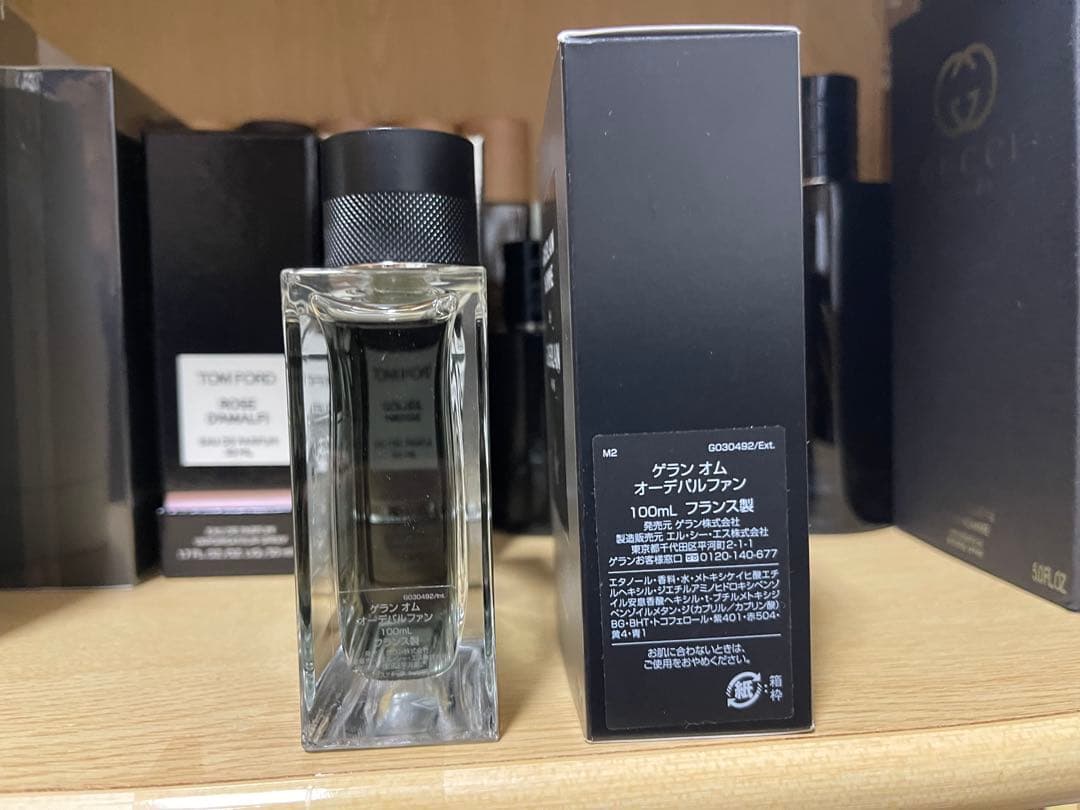 TOM FORD
ROSE
D'AMALFI
EAU DE PARFUM
50 ML
G030492/Int.
ゲラン オム
オーデパルファン
100mL
フランス製
M2 G030492/Ext.
ゲラン オム
オーデパルファン
100mL フランス製
発売元 ゲラン株式会社
製造販売元 エル・シー・エス株式会社
東京都千代田区平河町2-1-1
ゲランお客様窓口 0120-140-677
エタノール・香料・水・メトキシケイヒ酸エチ
ルヘキシル・ジエチルアミノヒドロキシベンゾ
イル安息香酸ヘキシル・t-ブチルメトキシジ
ベンゾイルメタン・ジ(カプリル/カプリン酸)
BG・BHT・トコフェロール・紫401・赤504・
黄4・青1
お肌に合わないときは、
ご使用をおやめください。
紙:箱
枠
GUCCI
5.0 FL.OZ